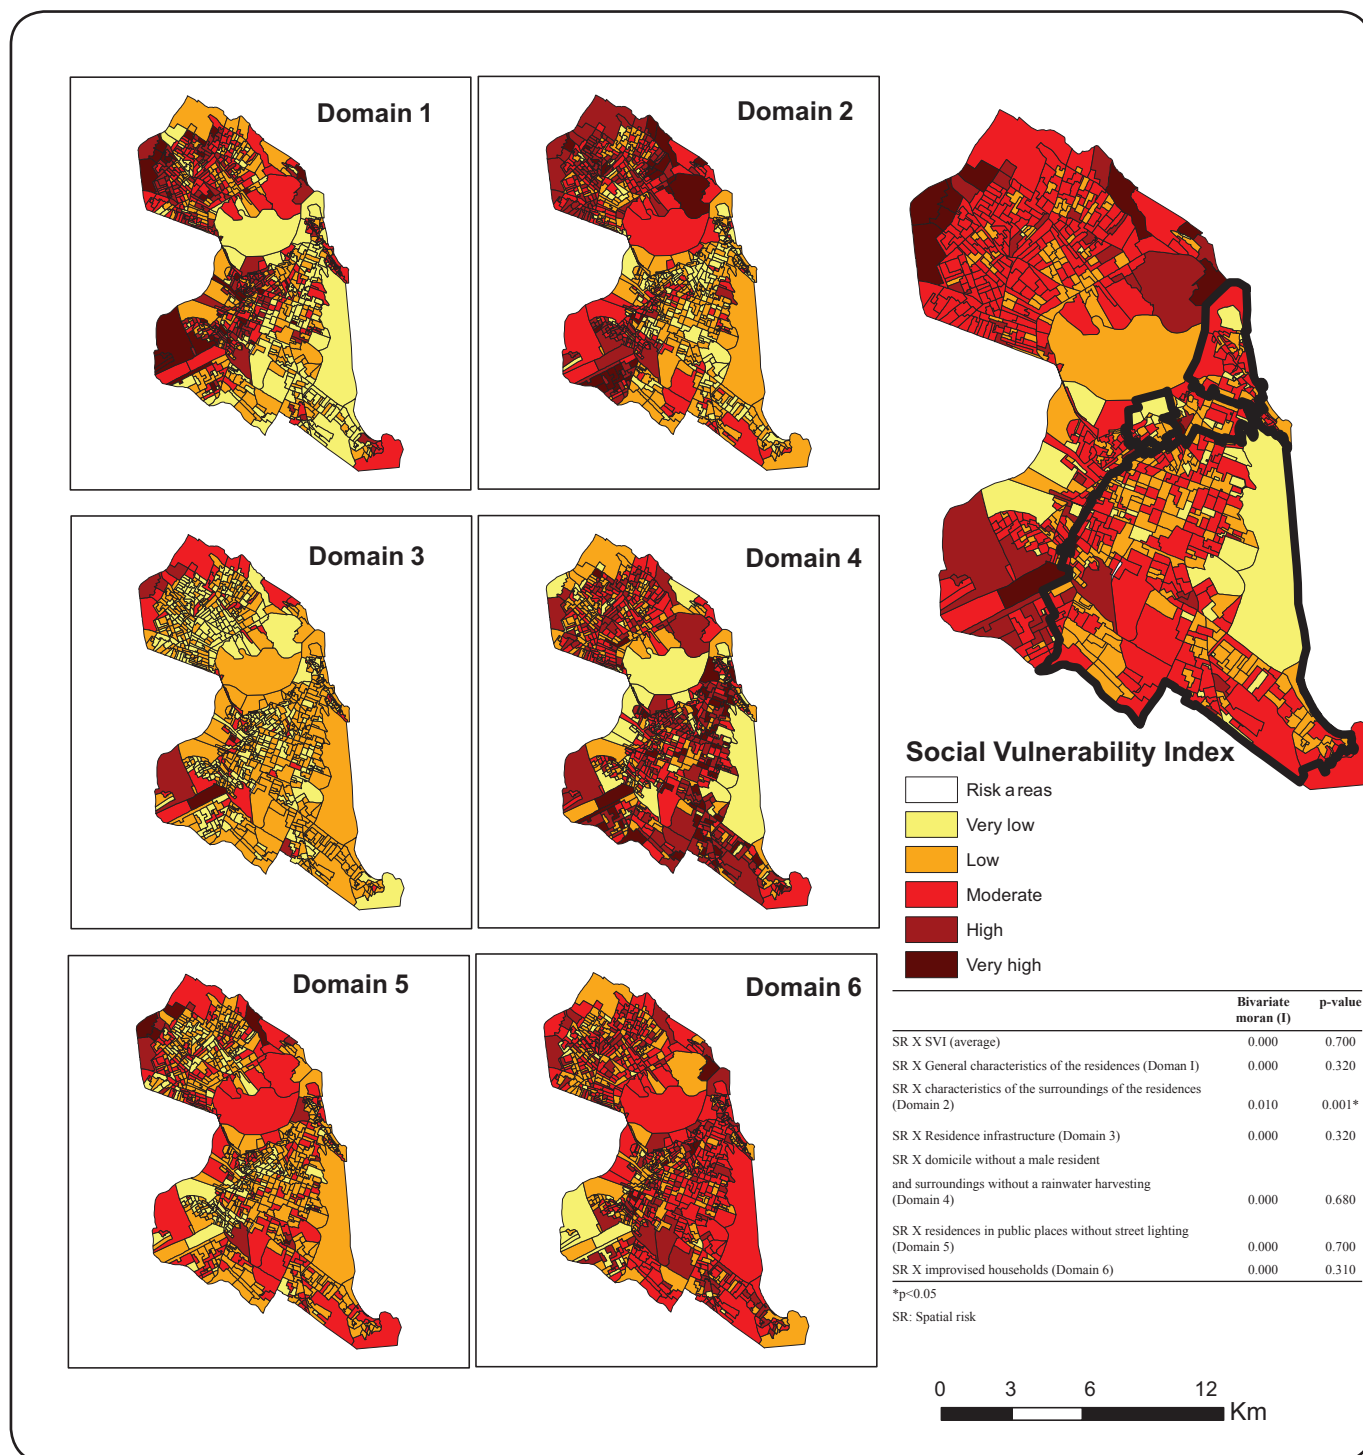 Domain 1
Domain 2
Domain 3
Domain 4
Domain 5
Domain 6
Social Vulnerability Index
Risk areas
Very low
Low
Moderate
High
Very high
Bivariate moran (I) p-value
SR X SVI (average) 0.000 0.700
SR X General characteristics of the residences (Doman I) 0.000 0.320
SR X characteristics of the surroundings of the residences
(Domain 2) 0.010 0.001*
SR X Residence infrastructure (Domain 3) 0.000 0.320
SR X domicile without a male resident
and surroundings without a rainwater harvesting
(Domain 4) 0.000 0.680
SR X residences in public places without street lighting
(Domain 5) 0.000 0.700
SR X improvised households (Domain 6) 0.000 0.310
*p<0.05
SR: Spatial risk
0 3 6 12
Km